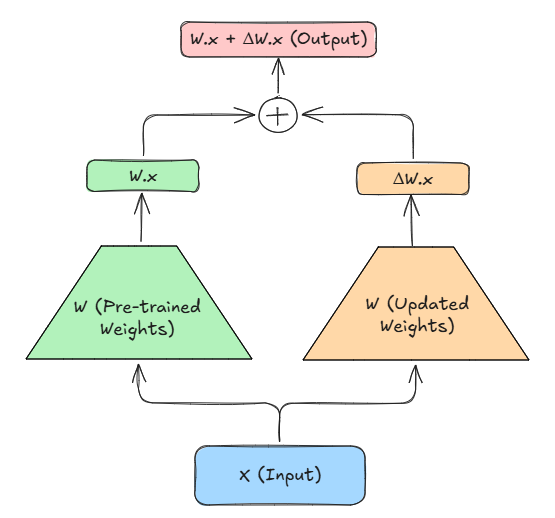 W.x + ΔW.x (Output)
+
W.x
ΔW.x
W (Pre-trained
Weights)
W (Updated
Weights)
X (Input)